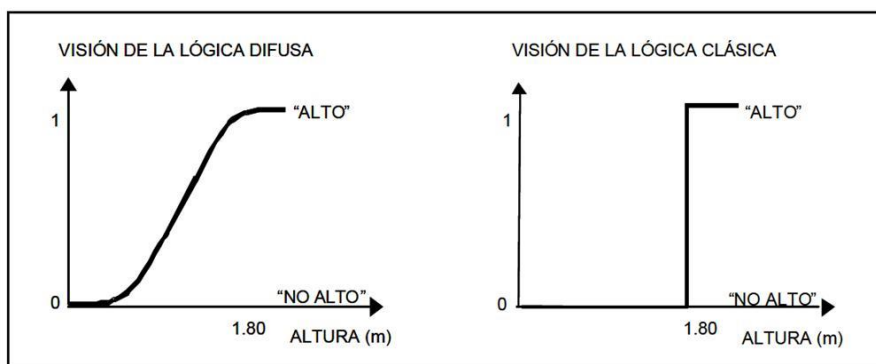 VISIÓN DE LA LÓGICA DIFUSA
1
“ALTO”
0
“NO ALTO”
1.80
ALTURA (m)
VISIÓN DE LA LÓGICA CLÁSICA
1
“ALTO”
0
“NO ALTO”
1.80
ALTURA (m)